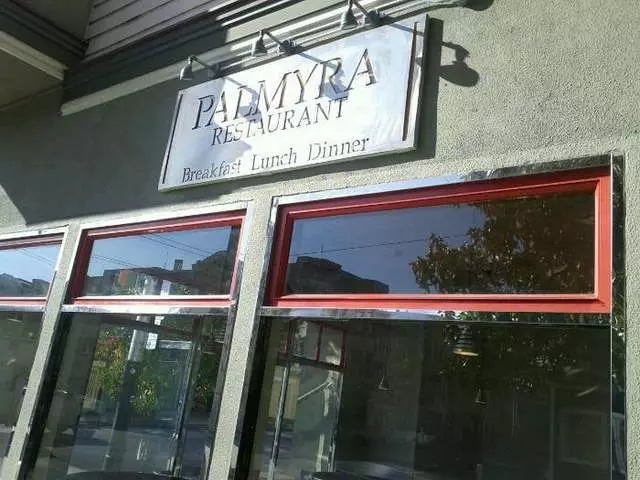 PALMYRA
RESTAURANT
Breakfast Lunch Dinner